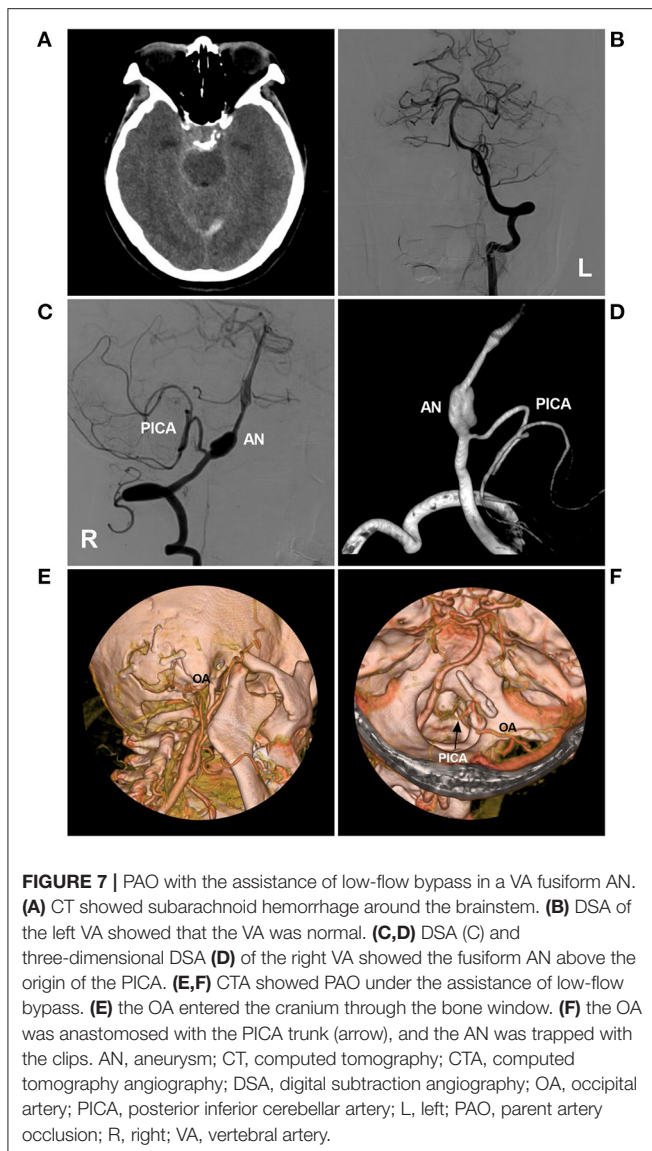 A
B
L
C
PICA
AN
R
D
AN
PICA
E
OA
F
OA
PICA
FIGURE 7 | PAO with the assistance of low-flow bypass in a VA fusiform AN.
(A) CT showed subarachnoid hemorrhage around the brainstem. (B) DSA of
the left VA showed that the VA was normal. (C,D) DSA (C) and
three-dimensional DSA (D) of the right VA showed the fusiform AN above the
origin of the PICA. (E,F) CTA showed PAO under the assistance of low-flow
bypass. (E) the OA entered the cranium through the bone window. (F) the OA
was anastomosed with the PICA trunk (arrow), and the AN was trapped with
the clips. AN, aneurysm; CT, computed tomography; CTA, computed
tomography angiography; DSA, digital subtraction angiography; OA, occipital
artery; PICA, posterior inferior cerebellar artery; L, left; PAO, parent artery
occlusion; R, right; VA, vertebral artery.